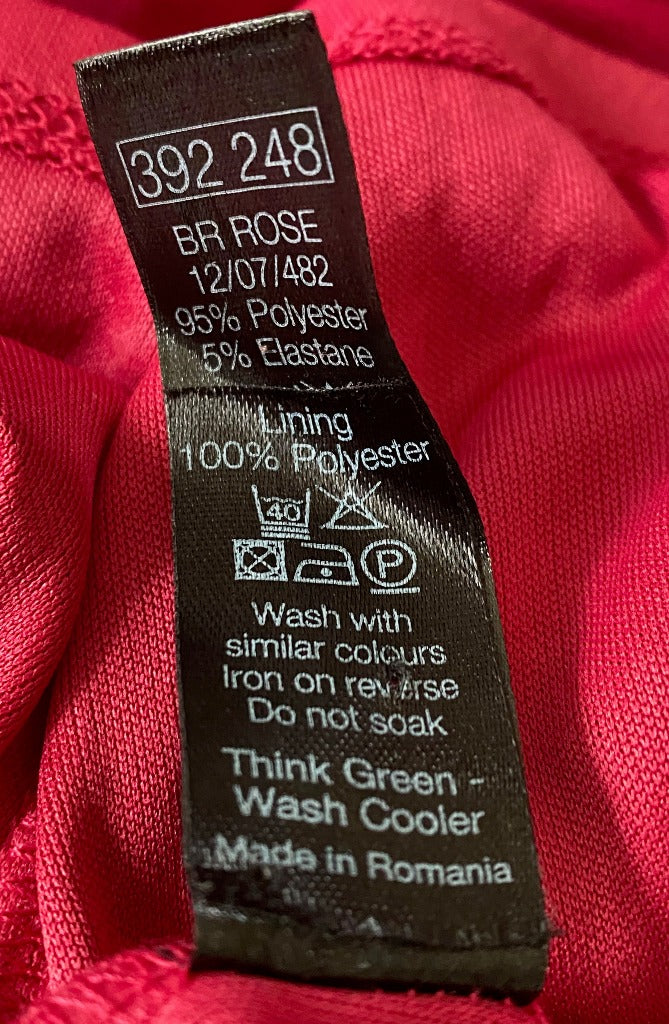 392 248
BR ROSE
12/07/482
95% Polyester
5% Elastane
Lining
100% Polyester
40
P
Wash with
similar colours
Iron on reverse
Do not soak
Think Green -
Wash Cooler
Made in Romania